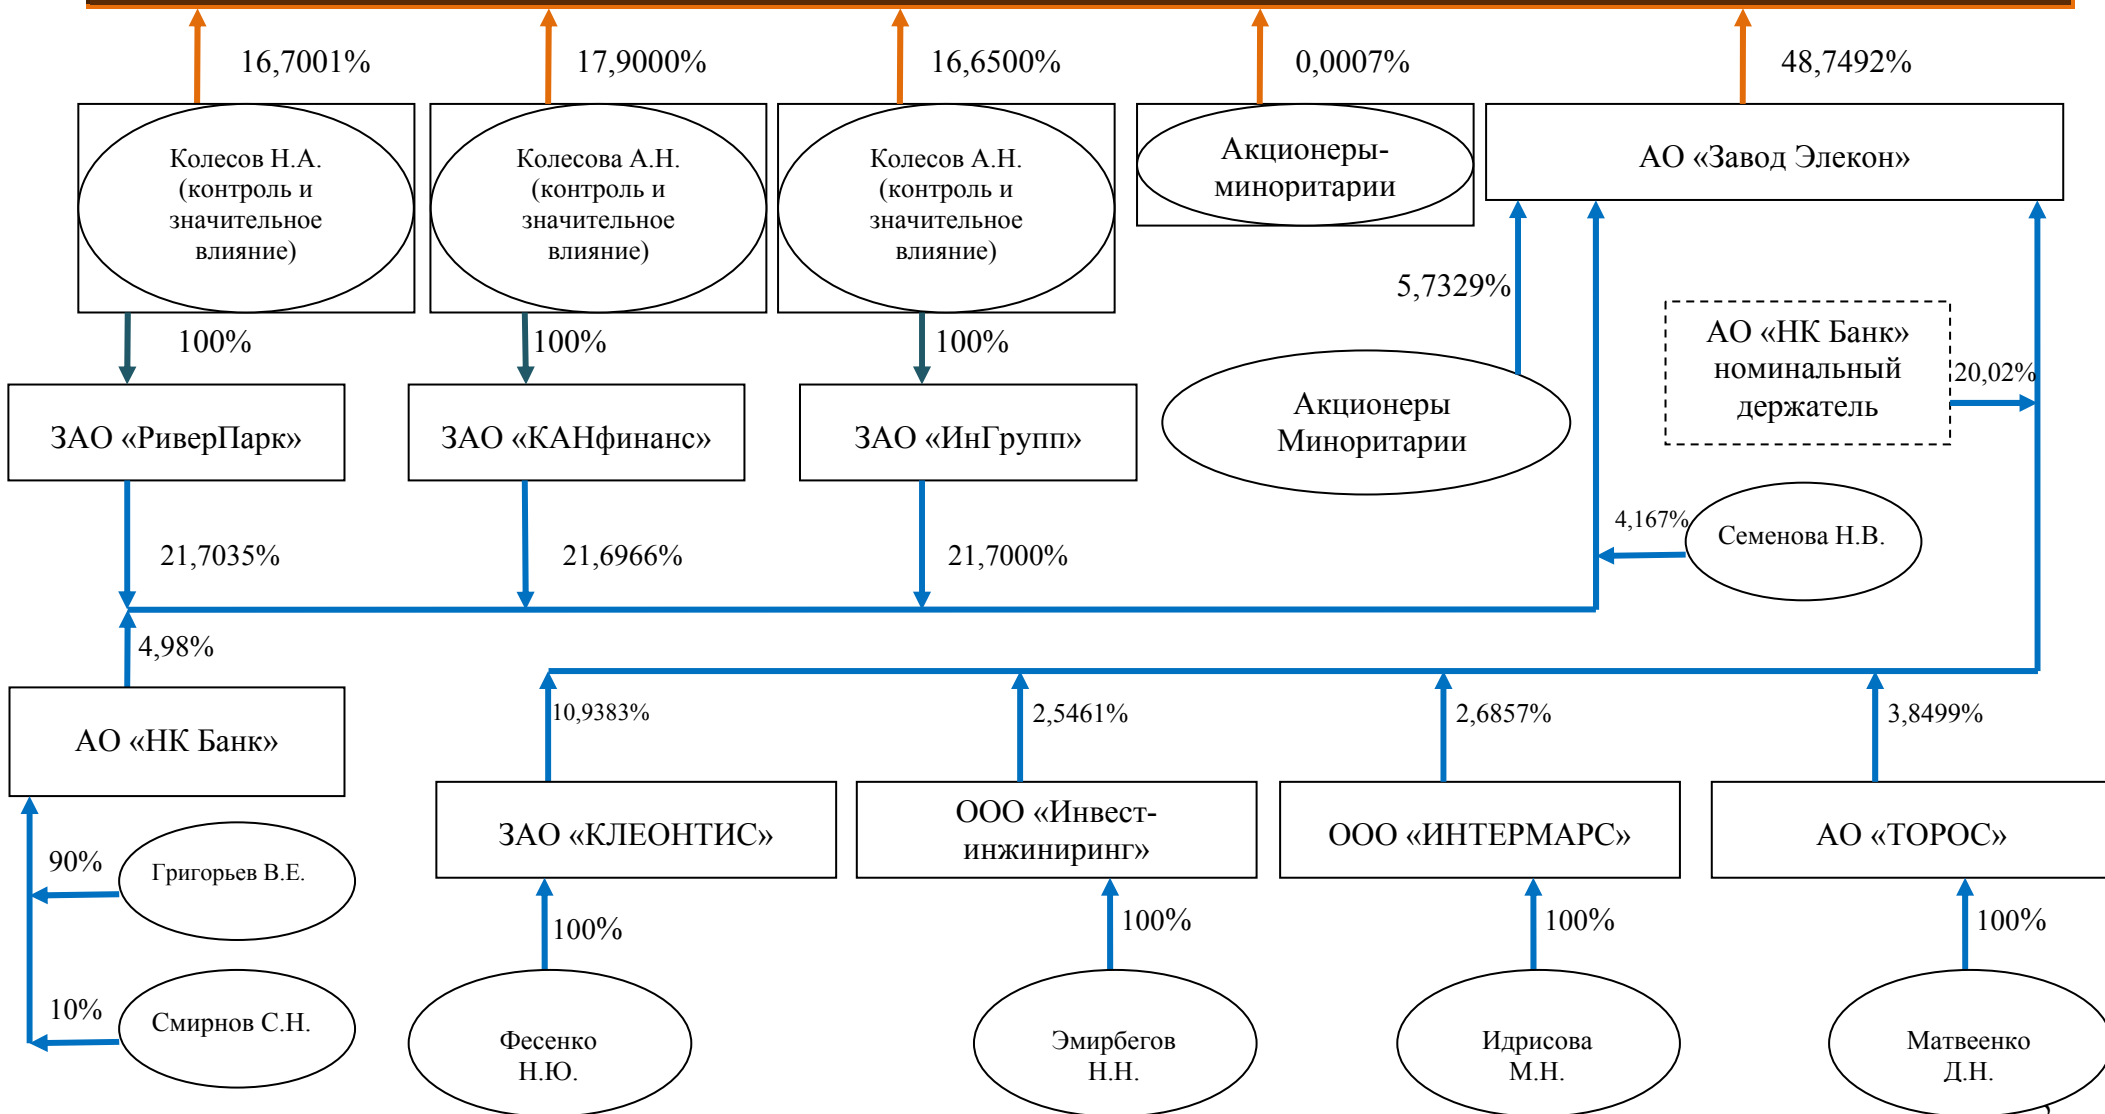 16,7001%
17,9000%
16,6500%
0,0007%
48,7492%
Колесов Н.А.
(контроль и
значительное
влияние)
Колесова А.Н.
(контроль и
значительное
влияние)
Колесов А.Н.
(контроль и
значительное
влияние)
Акционеры-
миноритарии
АО «Завод Элекон»
5,7329%
АО «НК Банк»
номинальный
держатель
20,02%
100%
100%
100%
ЗАО «РиверПарк»
ЗАО «КАНфинанс»
ЗАО «ИнГрупп»
Акционеры
Миноритарии
21,7035%
21,6966%
21,7000%
4,167%
Семенова Н.В.
4,98%
АО «НК Банк»
10,9383%
2,5461%
2,6857%
3,8499%
ЗАО «КЛЕОНТИС»
ООО «Инвест-
инжиниринг»
ООО «ИНТЕРМАРС»
АО «ТОРОС»
90%
Григорьев В.Е.
10%
Смирнов С.Н.
100%
100%
100%
100%
Фесенко
Н.Ю.
Эмирбегов
Н.Н.
Идрисова
М.Н.
Матвеенко
Д.Н.